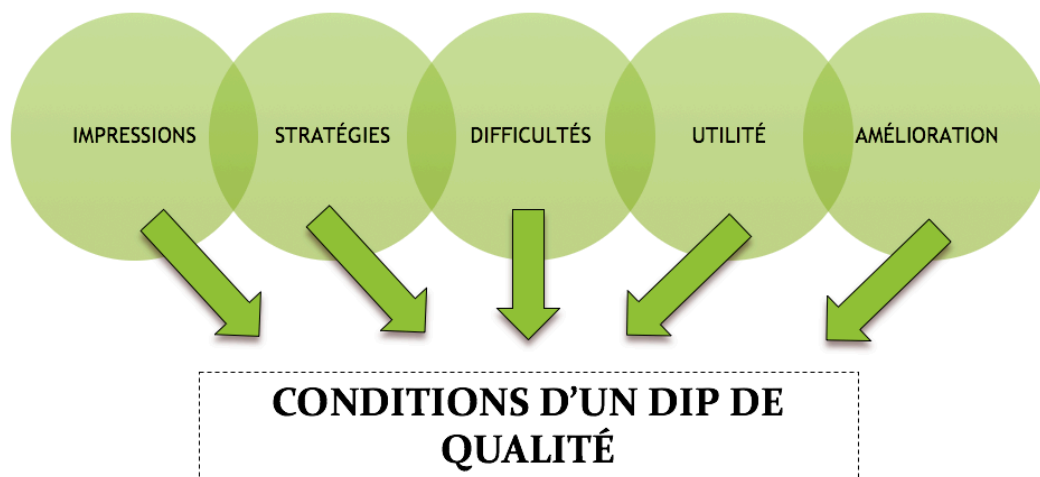 IMPRESSIONS
STRATÉGIES
DIFFICULTÉS
UTILITÉ
AMÉLIORATION
CONDITIONS D’UN DIP DE
QUALITÉ